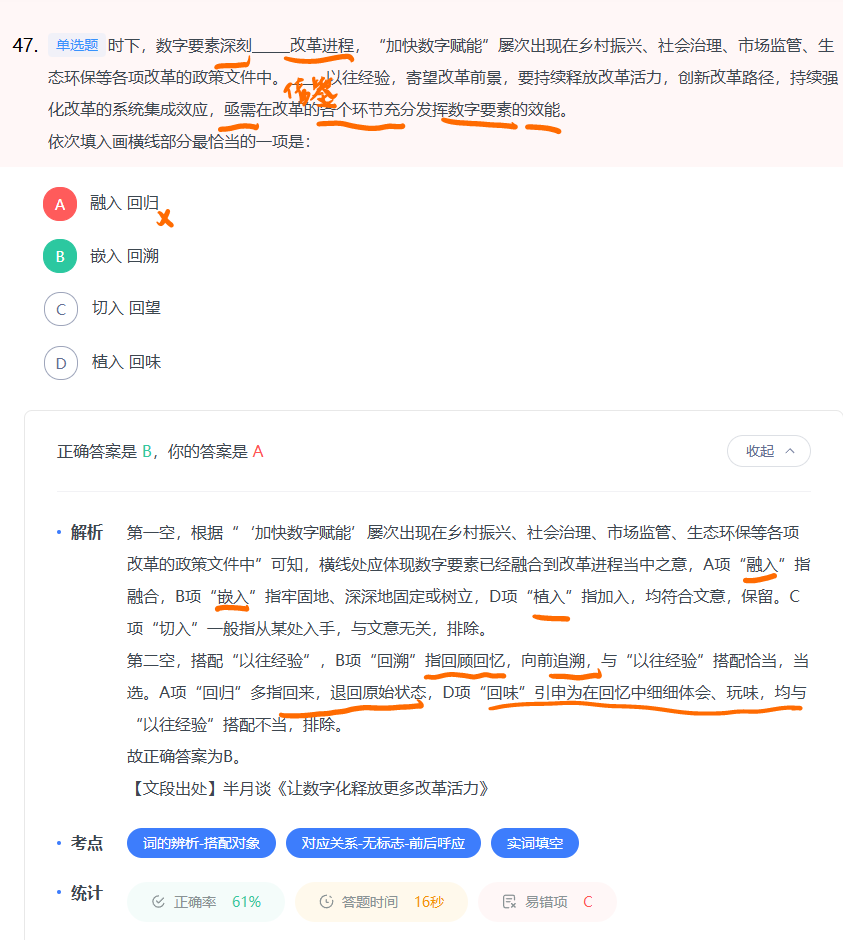 47. 单选题 时下，数字要素深刻_____改革进程，“加快数字赋能”屡次出现在乡村振兴、社会治理、市场监管、生
态环保等各项改革的政策文件中。_____以往经验，寄望改革前景，要持续释放改革活力，创新改革路径，持续强
化改革的系统集成效应，亟需在改革的各个环节充分发挥数字要素的效能。
依次填入画横线部分最恰当的一项是：
A 融入 回归
B 嵌入 回溯
C 切入 回望
D 植入 回味
正确答案是 B，你的答案是 A
收起
解析 第一空，根据“‘加快数字赋能’屡次出现在乡村振兴、社会治理、市场监管、生态环保等各项
改革的政策文件中”可知，横线处应体现数字要素已经融合到改革进程当中之意，A项“融入”指
融合，B项“嵌入”指牢固地、深深地固定或树立，D项“植入”指加入，均符合文意，保留。C
项“切入”一般指从某处入手，与文意无关，排除。
第二空，搭配“以往经验”，B项“回溯”指回顾回忆，向前追溯，与“以往经验”搭配恰当，当
选。A项“回归”多指回来，退回原始状态，D项“回味”引申为在回忆中细细体会、玩味，均与
“以往经验”搭配不当，排除。
故正确答案为B。
【文段出处】半月谈《让数字化释放更多改革活力》
考点 词的辨析-搭配对象 对应关系-无标志-前后呼应 实词填空
统计 正确率 61% 答题时间 16秒 易错项 C